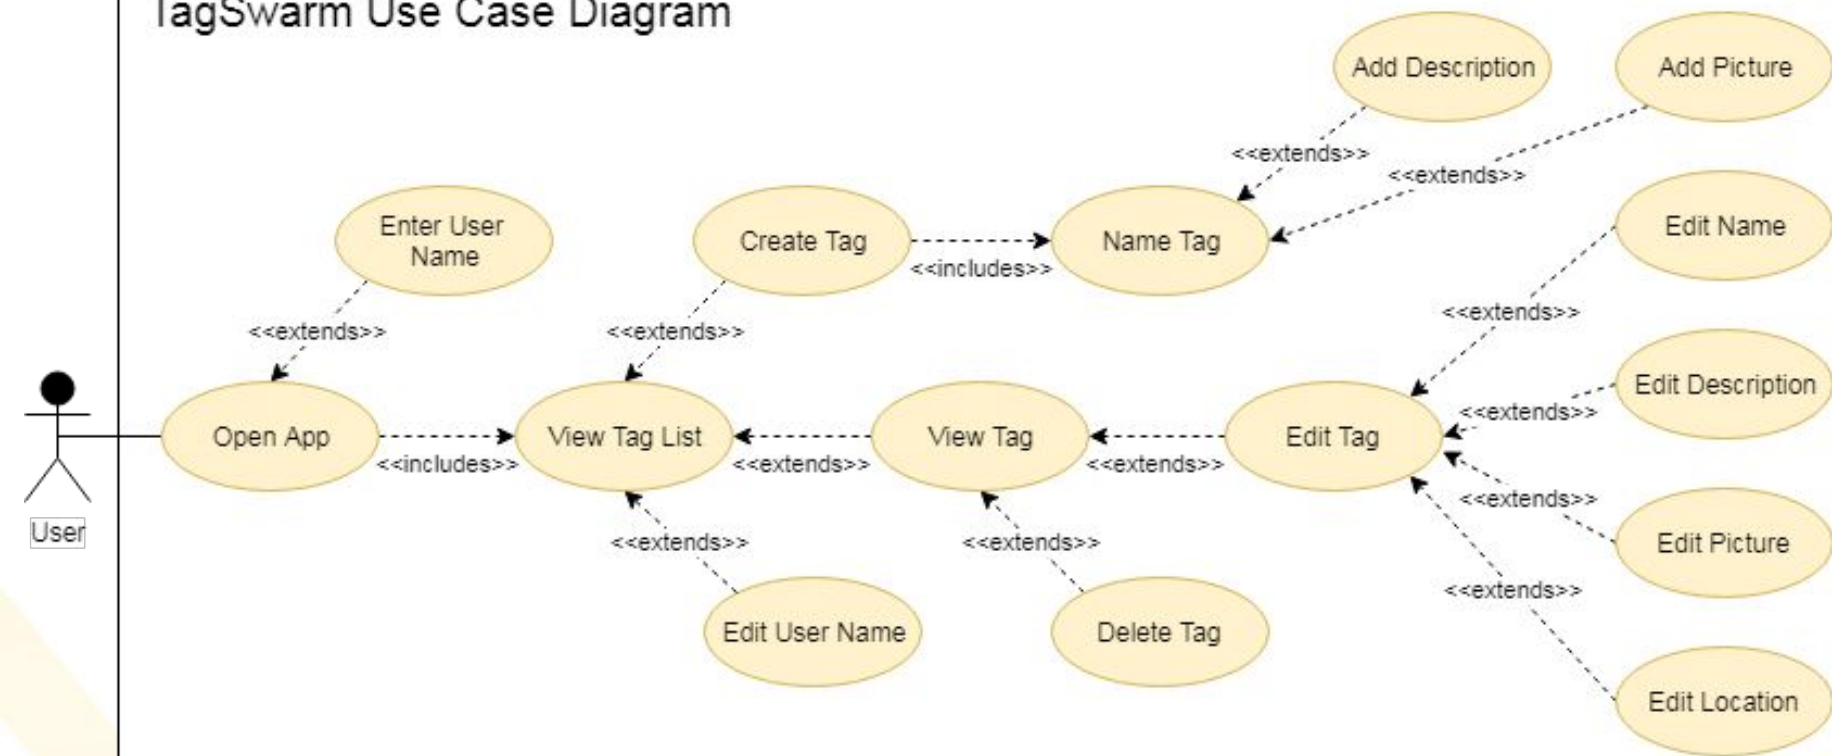 TagSwarm Use Case Diagram
Add Description
Add Picture
<<extends>>
<<extends>>
Enter User
Name
Create Tag
<<includes>>
Name Tag
Edit Name
<<extends>>
<<extends>>
<<extends>>
Edit Description
<<extends>>
User
Open App
<<includes>>
View Tag List
<<extends>>
View Tag
<<extends>>
Edit Tag
<<extends>>
Edit Picture
<<extends>>
<<extends>>
<<extends>>
Edit User Name
Delete Tag
Edit Location